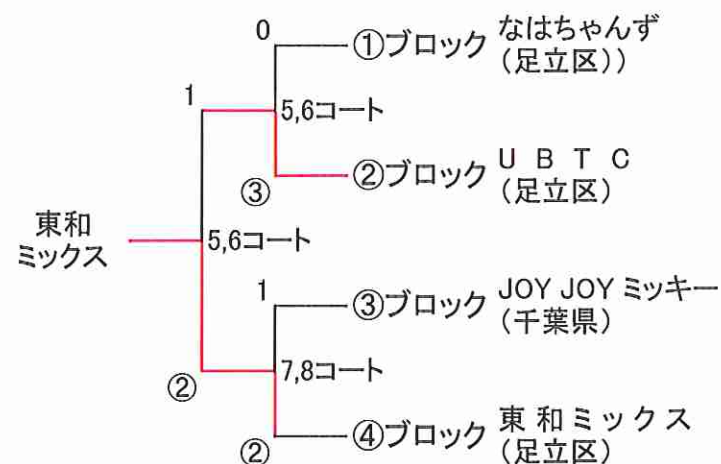 0
①ブロック なはちゃんず
(足立区))
1
5,6コート
③
②ブロック U B T C
(足立区)
東和
ミックス
5,6コート
1
③ブロック JOY JOY ミッキー
(千葉県)
②
7,8コート
②
④ブロック 東和ミックス
(足立区)